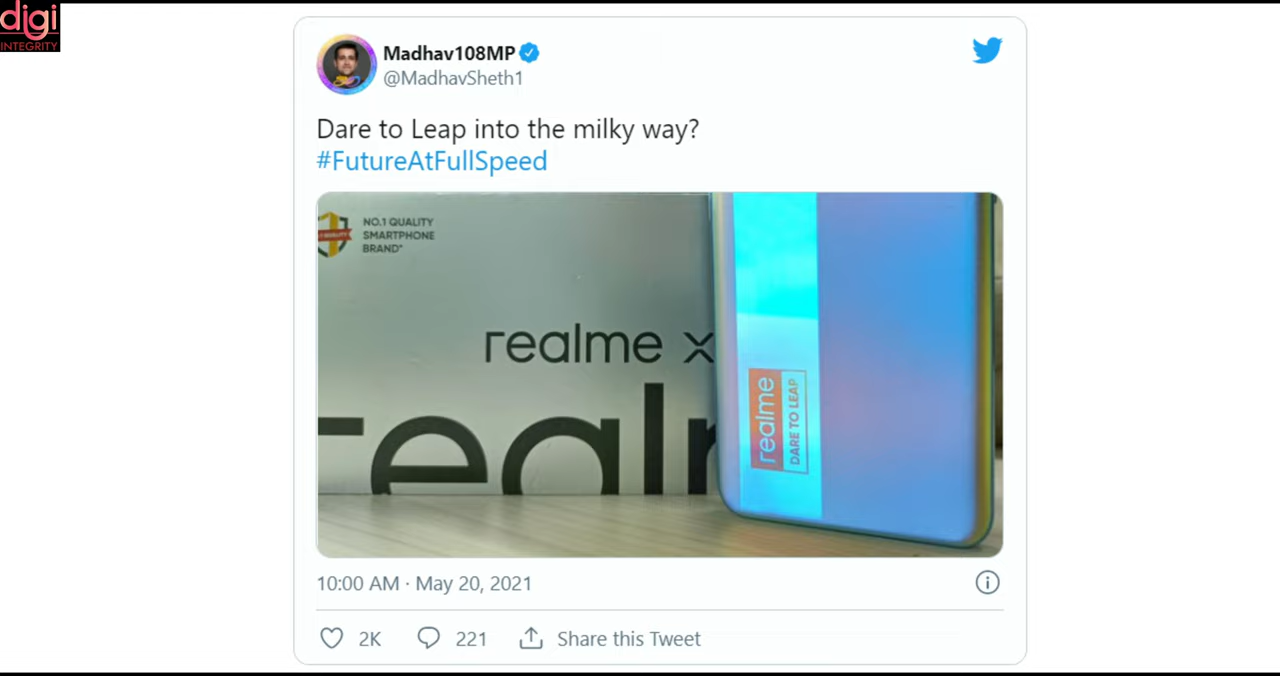 digi
INTEGRITY
Madhav108MP
@MadhavSheth1
Dare to Leap into the milky way?
#FutureAtFullSpeed
NO.1 QUALITY
SMARTPHONE
BRAND*
realme X
realm
realme
DARE TO LEAP
10:00 AM · May 20, 2021
2K
221
Share this Tweet